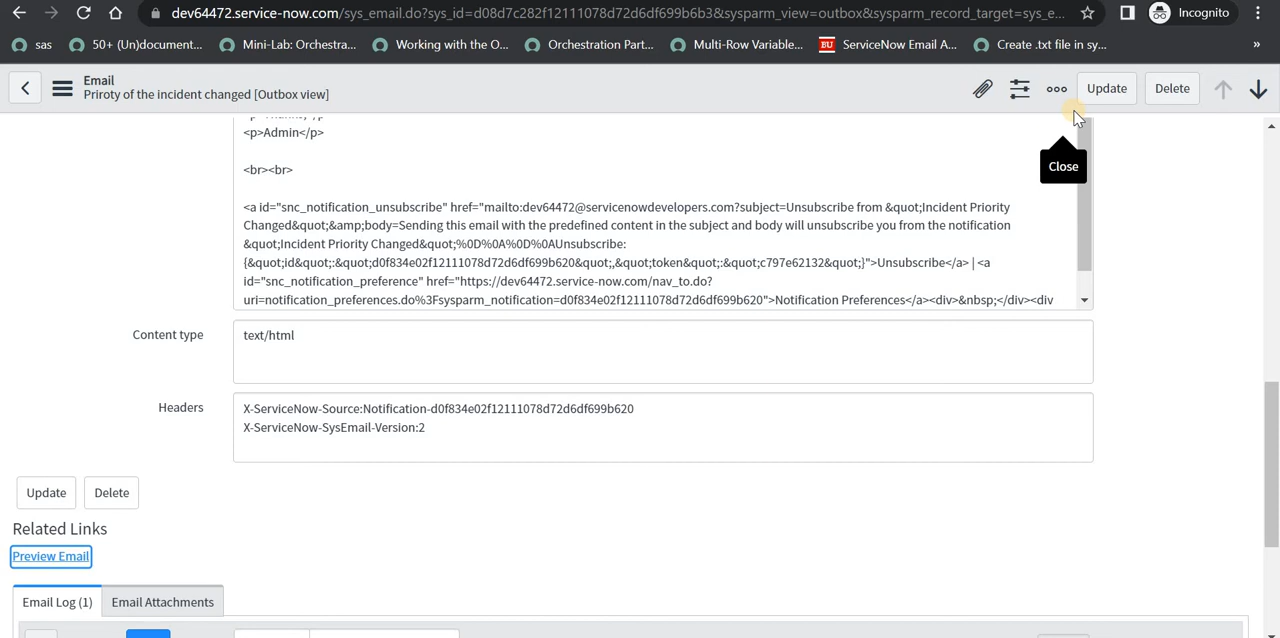 dev64472.service-now.com/sys_email.do?sys_id=d08d7c282f12111078d72d6df699b6b3&sysparm_view=outbox&sysparm_record_target=sys_e...
Incognito
sas
50+ (Un)document...
Mini-Lab: Orchestra...
Working with the O...
Orchestration Part...
Multi-Row Variable...
BU
ServiceNow Email A...
Create .txt file in sy...
»
Email
Priroty of the incident changed [Outbox view]
Update
Delete
Close
<p>Admin</p>
<br><br>
<a id="snc_notification_unsubscribe" href="mailto:dev64472@servicenowdevelopers.com?subject=Unsubscribe from &quot;Incident Priority
Changed&quot;&amp;body=Sending this email with the predefined content in the subject and body will unsubscribe you from the notification
&quot;Incident Priority Changed&quot;%0D%0A%0D%0AUnsubscribe:
{&quot;id&quot;:&quot;d0f834e02f12111078d72d6df699b620&quot;,&quot;token&quot;:&quot;c797e62132&quot;}">Unsubscribe</a> | <a
id="snc_notification_preference" href="https://dev64472.service-now.com/nav_to.do?
uri=notification_preferences.do%3Fsysparm_notification=d0f834e02f12111078d72d6df699b620">Notification Preferences</a><div>&nbsp;</div><div
Content type
text/html
Headers
X-ServiceNow-Source:Notification-d0f834e02f12111078d72d6df699b620
X-ServiceNow-SysEmail-Version:2
Update
Delete
Related Links
Preview Email
Email Log (1)
Email Attachments